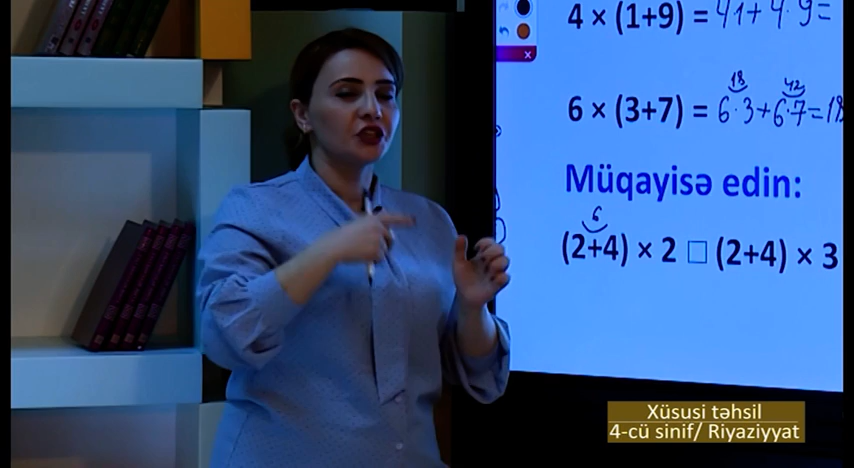 4 × (1+9) = 4·1 + 4·9 =
18 42
6 × (3+7) = 6·3+6·7=18
Müqayisə edin:
6
(2+4) × 2 □ (2+4) × 3
Xüsusi təhsil
4-cü sinif/ Riyaziyyat